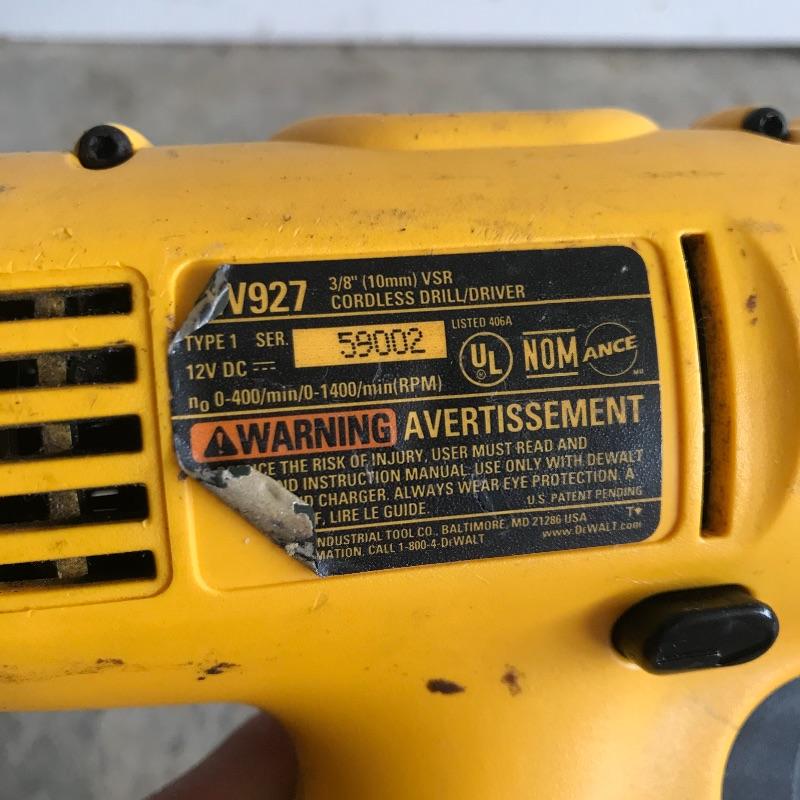 W927 3/8" (10mm) VSR
CORDLESS DRILL/DRIVER
TYPE 1 SER. 59002 LISTED 406A
12V DC UL NOM ANCE
n₀ 0-400/min/0-1400/min(RPM)
WARNING AVERTISSEMENT
THE RISK OF INJURY, USER MUST READ AND
INSTRUCTION MANUAL. USE ONLY WITH DEWALT
CHARGER. ALWAYS WEAR EYE PROTECTION. A
LIRE LE GUIDE. U.S. PATENT PENDING
NDUSTRIAL TOOL CO., BALTIMORE, MD 21286 USA
MATION, CALL 1-800-4-DEWALT www.DeWALT.com